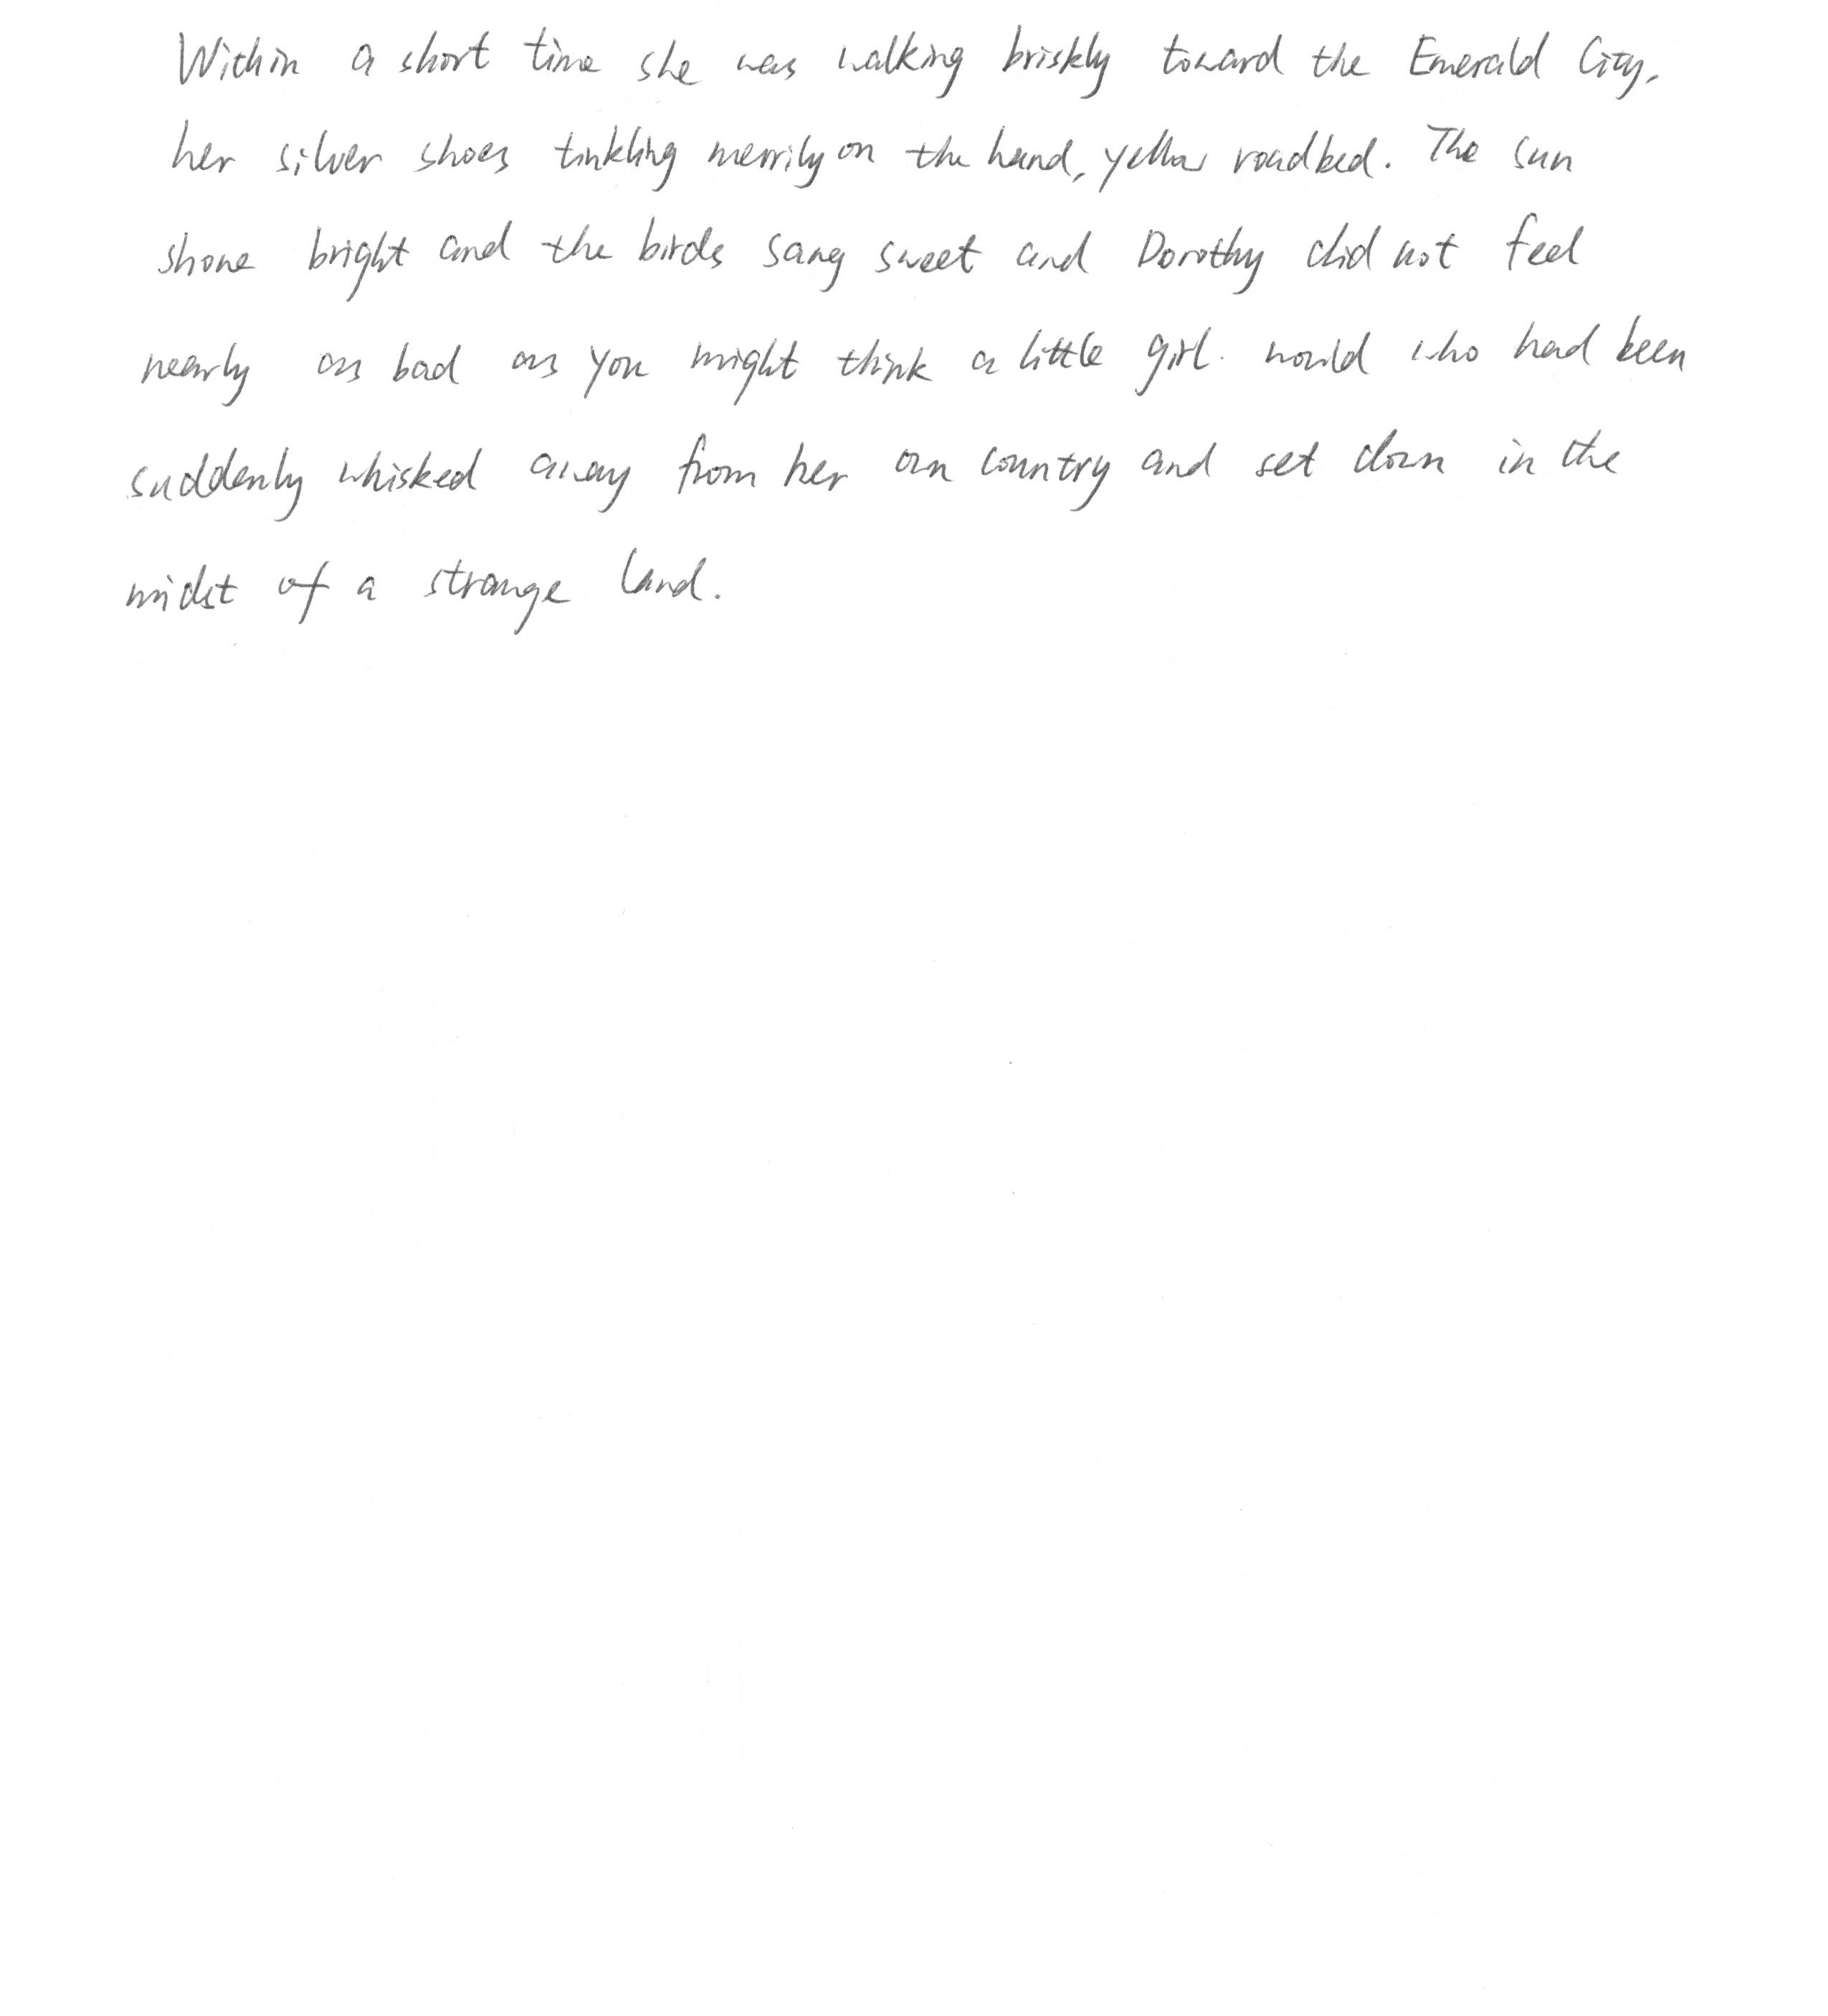 Within a short time she was walking briskly toward the Emerald City,
her silver shoes tinkling merrily on the hard, yellow roadbed. The sun
shone bright and the birds sang sweet and Dorothy did not feel
nearly as bad as you might think a little girl would who had been
suddenly whisked away from her own country and set down in the
midst of a strange land.